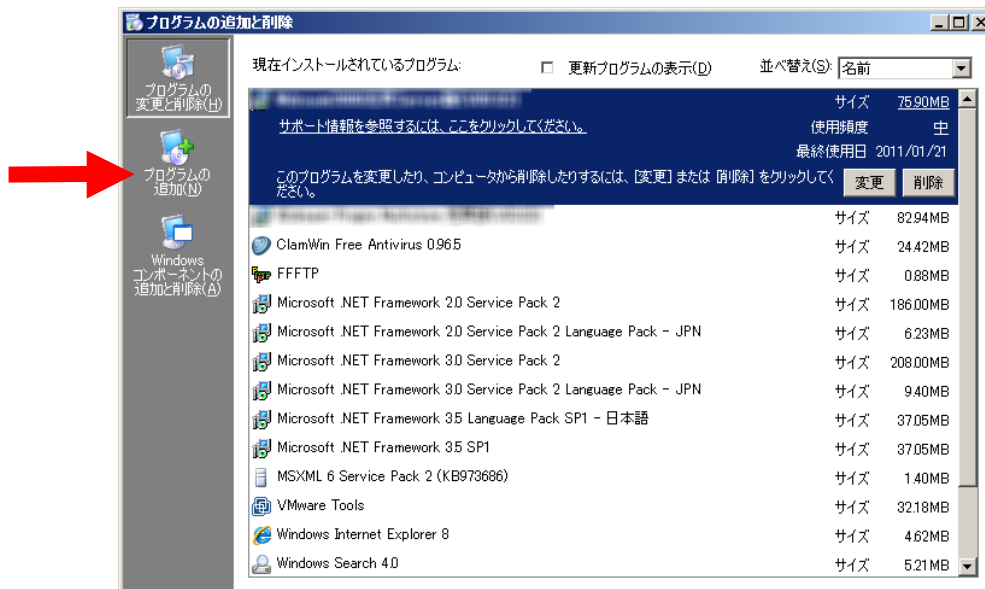 プログラムの追加と削除
プログラムの
変更と削除(H)
プログラムの
追加(N)
Windows
コンポーネントの
追加と削除(A)
現在インストールされているプログラム:
更新プログラムの表示(D)
並べ替え(S): 名前
サイズ 75.90MB
サポート情報を参照するには、ここをクリックしてください。
使用頻度 中
最終使用日 2011/01/21
このプログラムを変更したり、コンピュータから削除したりするには、[変更] または [削除] をクリックしてく
ださい。
変更 削除
サイズ 82.94MB
ClamWin Free Antivirus 0.96.5 サイズ 24.42MB
FFFTP サイズ 0.88MB
Microsoft .NET Framework 2.0 Service Pack 2 サイズ 186.00MB
Microsoft .NET Framework 2.0 Service Pack 2 Language Pack - JPN サイズ 6.23MB
Microsoft .NET Framework 3.0 Service Pack 2 サイズ 208.00MB
Microsoft .NET Framework 3.0 Service Pack 2 Language Pack - JPN サイズ 9.40MB
Microsoft .NET Framework 3.5 Language Pack SP1 - 日本語 サイズ 37.05MB
Microsoft .NET Framework 3.5 SP1 サイズ 37.05MB
MSXML 6 Service Pack 2 (KB973686) サイズ 1.40MB
VMware Tools サイズ 32.18MB
Windows Internet Explorer 8 サイズ 4.62MB
Windows Search 4.0 サイズ 5.21MB